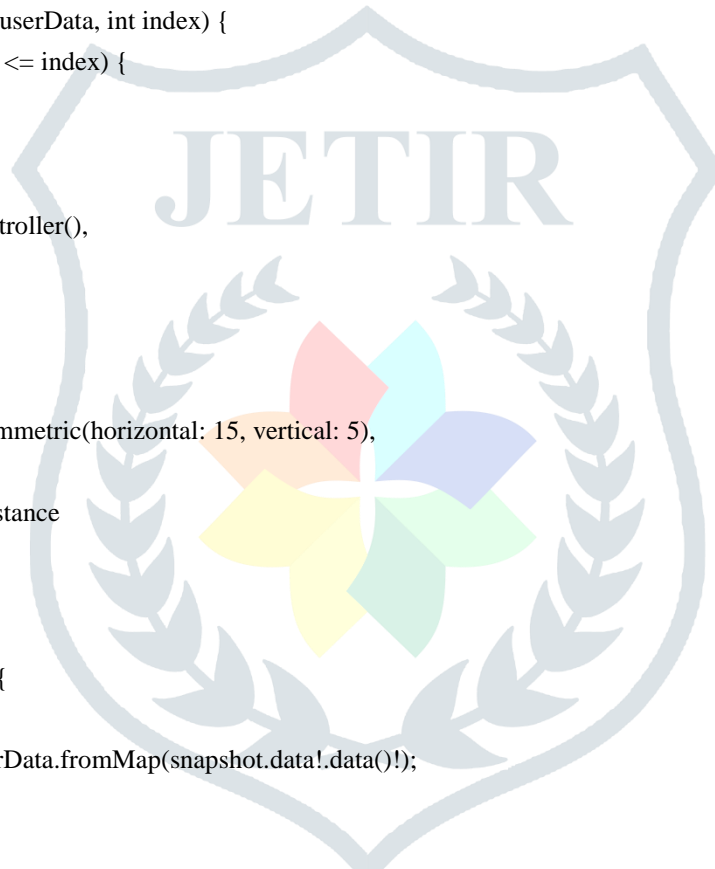 userData, int index) {
<= index) {
JETIR
troller(),
mmetric(horizontal: 15, vertical: 5),
stance
{
rData.fromMap(snapshot.data!.data()!);